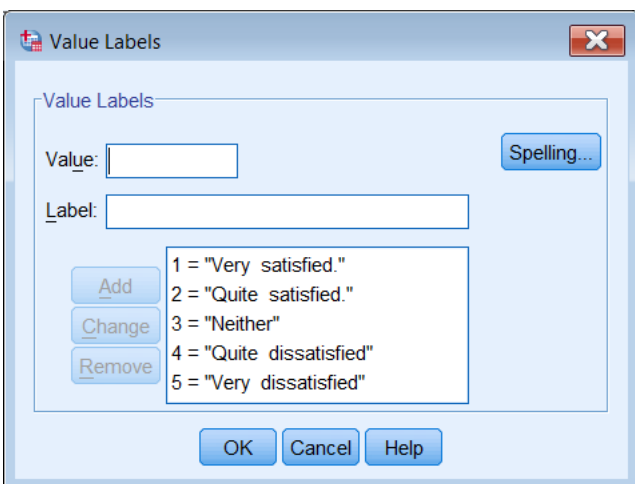 Value Labels
Value Labels
Value:
Spelling...
Label:
Add
Change
Remove
1 = "Very satisfied."
2 = "Quite satisfied."
3 = "Neither"
4 = "Quite dissatisfied"
5 = "Very dissatisfied"
OK Cancel Help